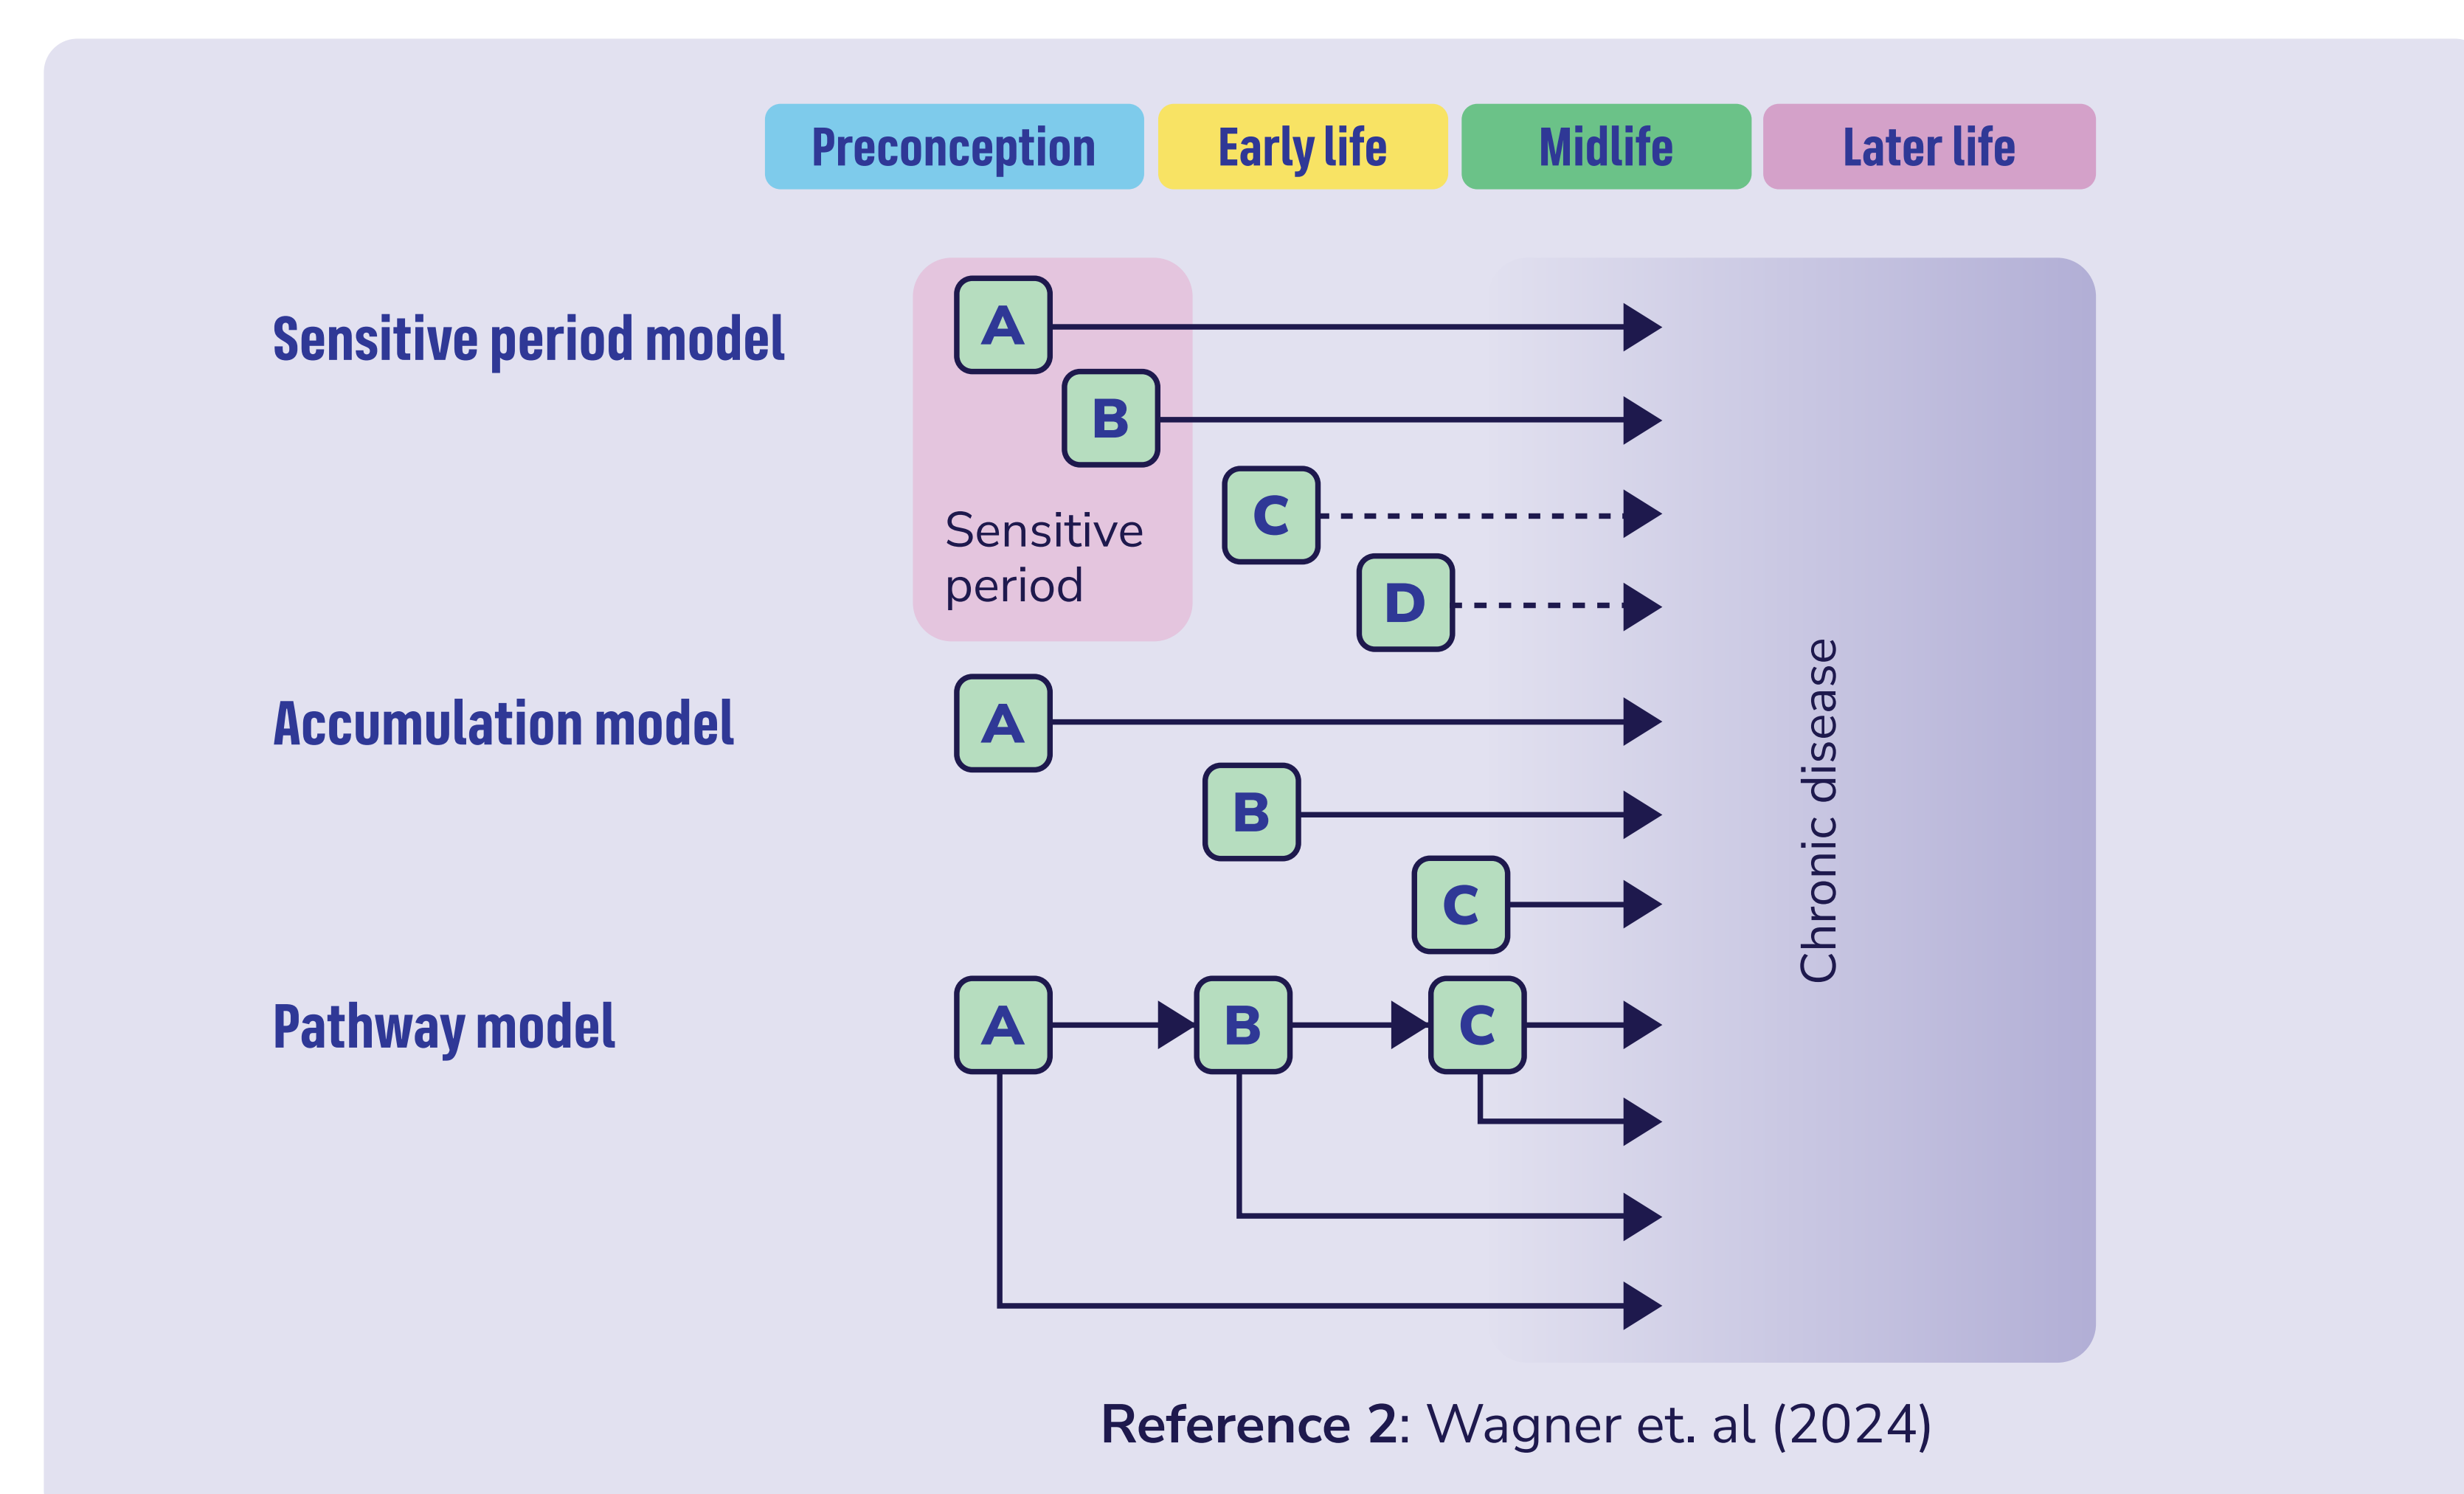 Preconception
Early life
Midlife
Later life
Sensitive period model
A
B
C
D
Sensitive
period
Accumulation model
A
B
C
Chronic disease
Pathway model
A
B
C
Reference 2: Wagner et. al (2024)